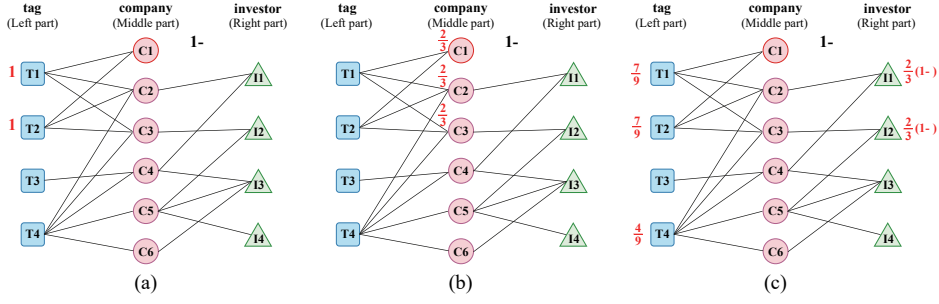 tag company investor
(Left part) (Middle part) (Right part)
1-
C1
1 T1
I1
C2
1 T2
C3
I2
T3
C4
I3
T4
C5
I4
C6
(a)
tag company investor
(Left part) (Middle part) (Right part)
1-
2/3
C1
T1
2/3
I1
C2
T2
2/3
C3
I2
T3
C4
I3
T4
C5
I4
C6
(b)
tag company investor
(Left part) (Middle part) (Right part)
1-
C1
7/9 T1
I1 2/3 (1- )
C2
7/9 T2
C3
I2 2/3 (1- )
T3
C4
I3
4/9 T4
C5
I4
C6
(c)